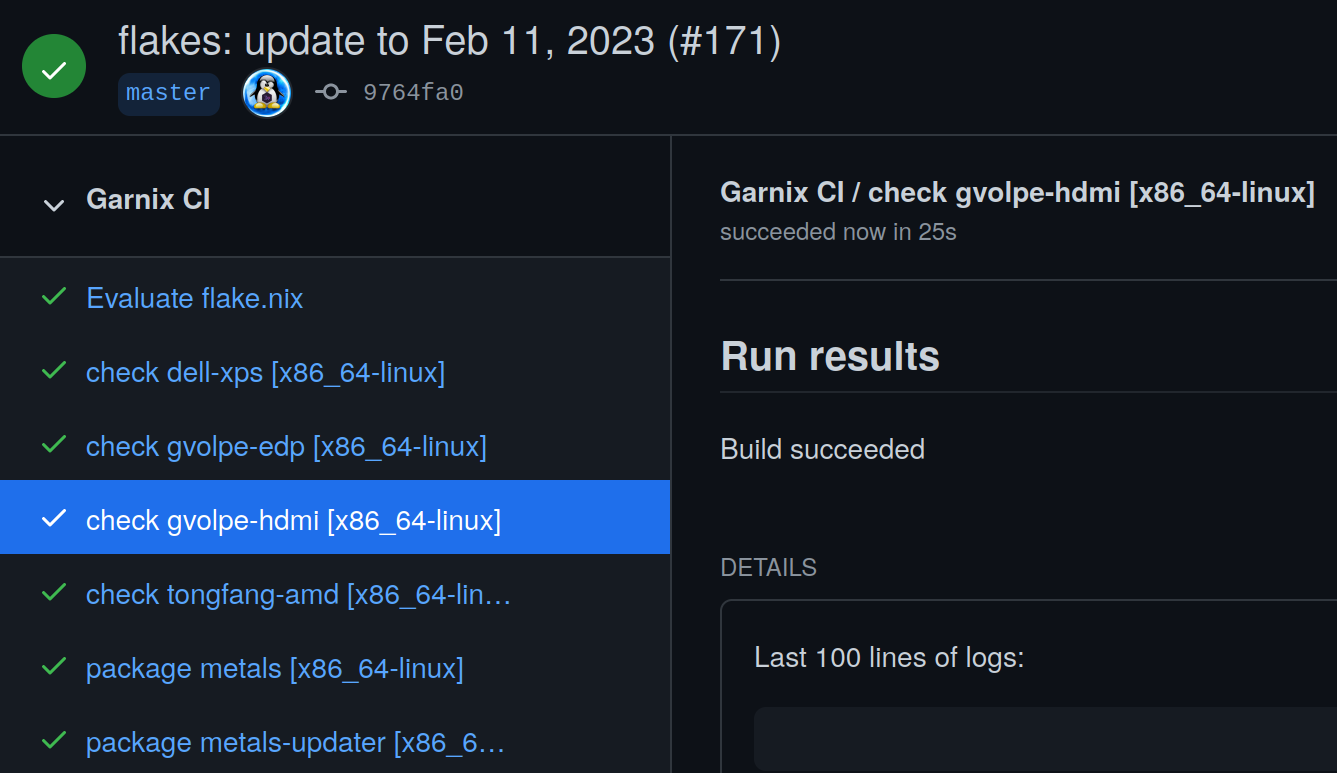 flakes: update to Feb 11, 2023 (#171)
master 9764fa0
Garnix CI
Evaluate flake.nix
check dell-xps [x86_64-linux]
check gvolpe-edp [x86_64-linux]
check gvolpe-hdmi [x86_64-linux]
check tongfang-amd [x86_64-lin…
package metals [x86_64-linux]
package metals-updater [x86_6…
Garnix CI / check gvolpe-hdmi [x86_64-linux]
succeeded now in 25s
Run results
Build succeeded
DETAILS
Last 100 lines of logs: